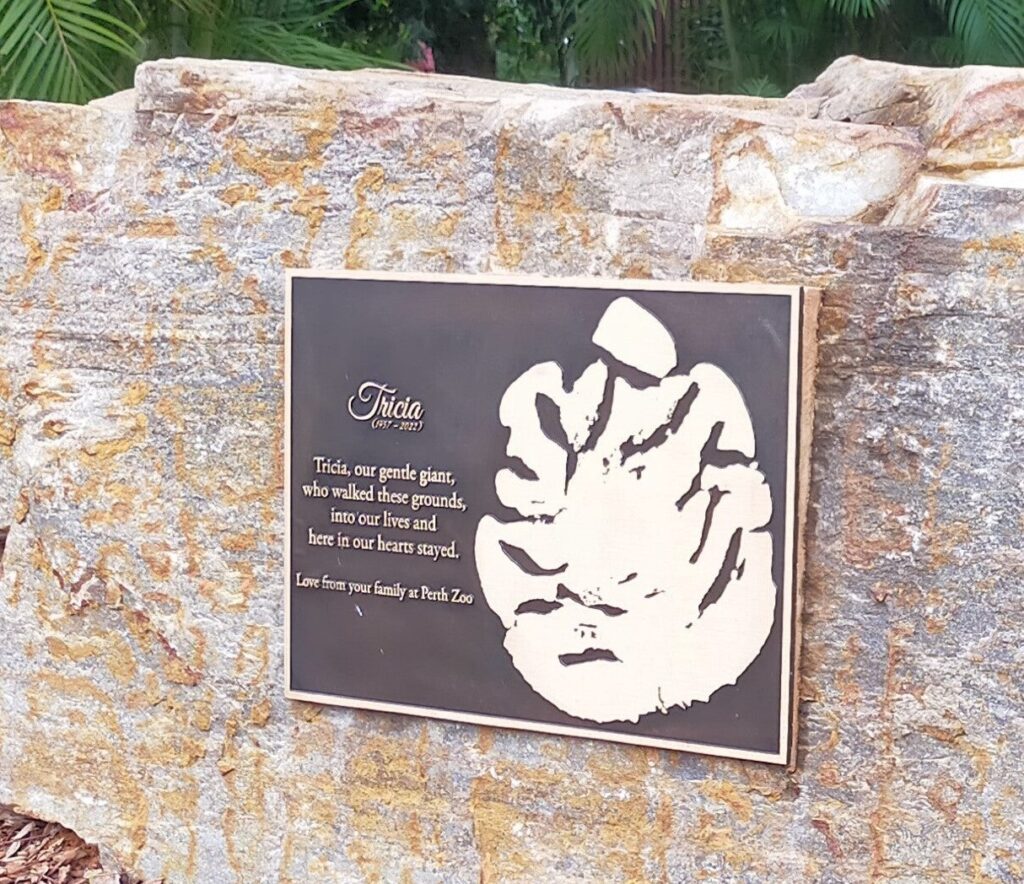 Tricia
(1957 - 2022)
Tricia, our gentle giant,
who walked these grounds,
into our lives and
here in our hearts stayed.
Love from your family at Perth Zoo